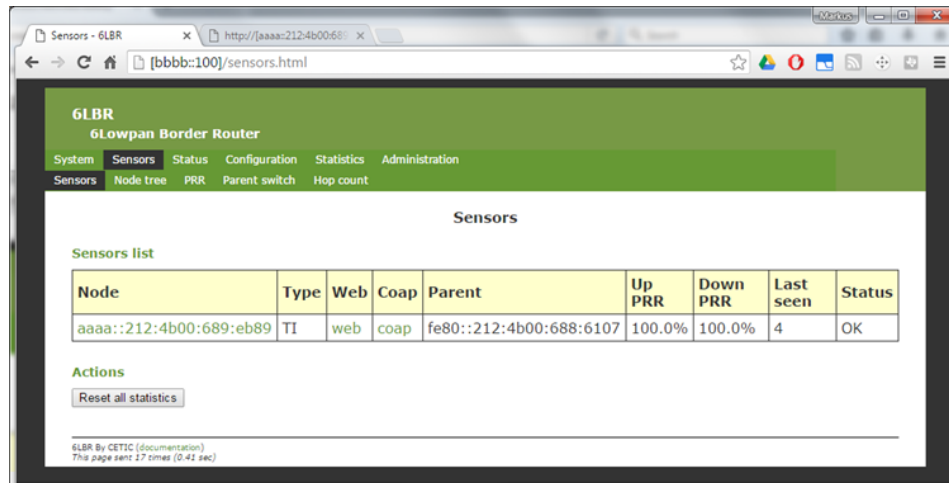 Markus
Sensors - 6LBR
http://[aaaa::212:4b00:689
[bbbb::100]/sensors.html
6LBR
6Lowpan Border Router
System Sensors Status Configuration Statistics Administration
Sensors Node tree PRR Parent switch Hop count
Sensors
Sensors list
Node Type Web Coap Parent Up PRR Down PRR Last seen Status
aaaa::212:4b00:689:eb89 TI web coap fe80::212:4b00:688:6107 100.0% 100.0% 4 OK
Actions
Reset all statistics
6LBR By CETIC (documentation)
This page sent 17 times (0.41 sec)